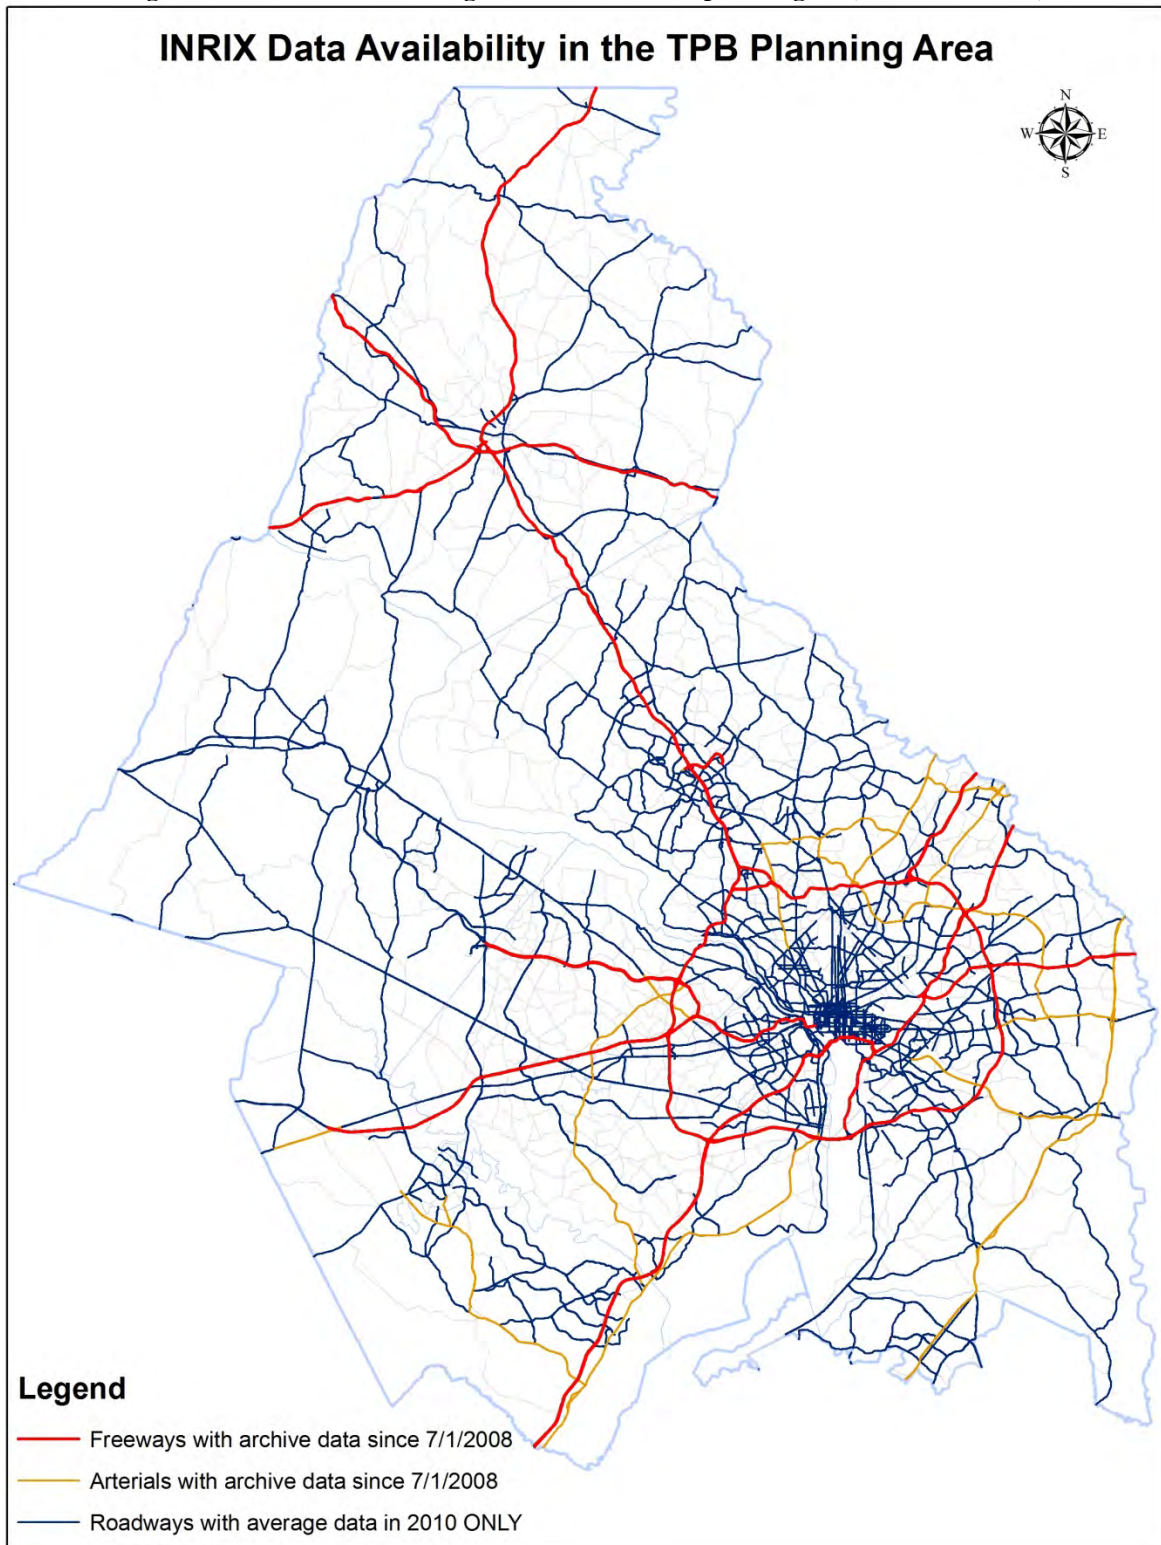 INRIX Data Availability in the TPB Planning Area
N
W E
S
Legend
Freeways with archive data since 7/1/2008
Arterials with archive data since 7/1/2008
Roadways with average data in 2010 ONLY